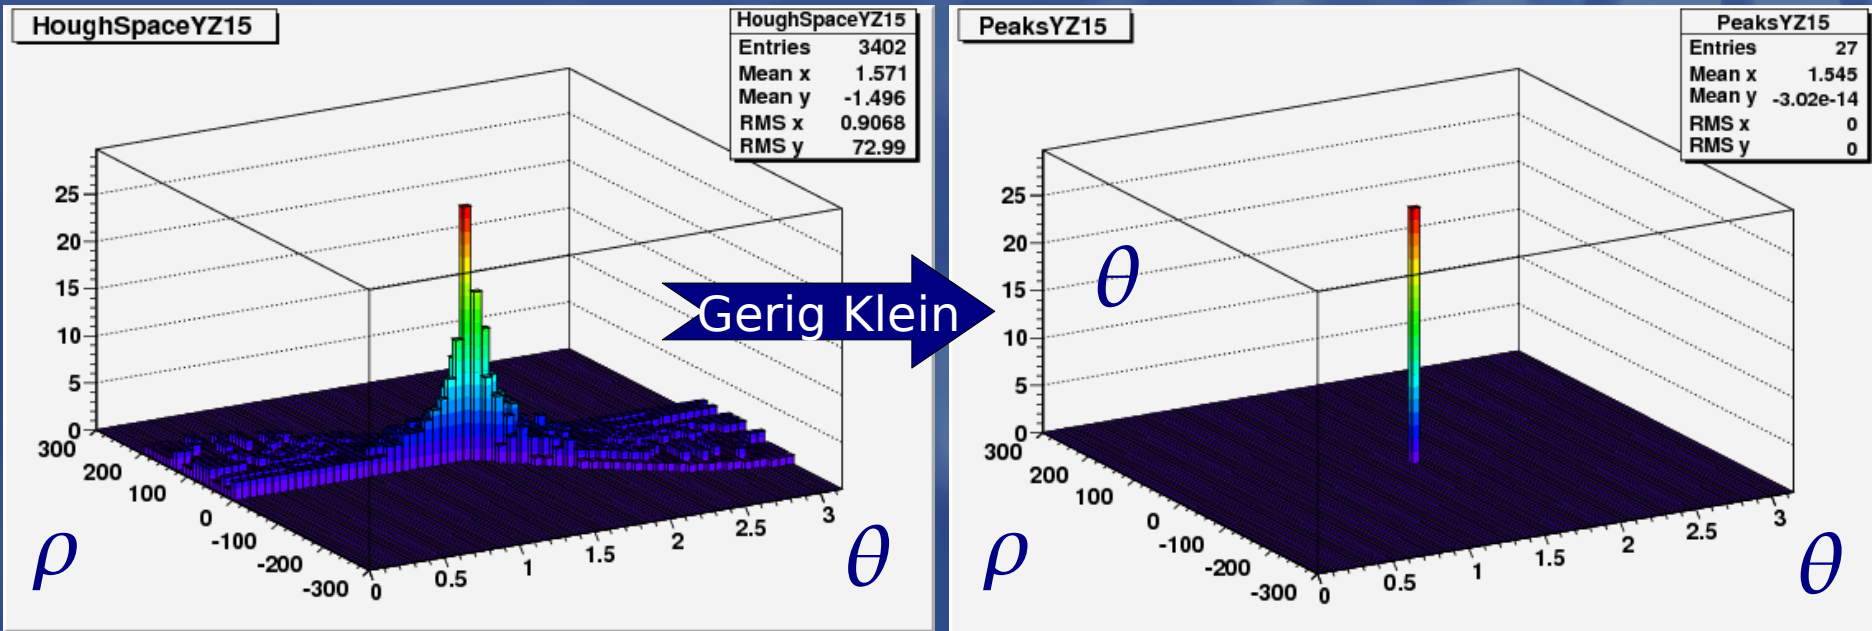 HoughSpaceYZ15
HoughSpaceYZ15
Entries 3402
Mean x 1.571
Mean y -1.496
RMS x 0.9068
RMS y 72.99
25
20
15
10
5
0
300
200
100
0
-100
-200
-300
0
0.5
1
1.5
2
2.5
3
ρ
θ
Gerig Klein
PeaksYZ15
PeaksYZ15
Entries 27
Mean x 1.545
Mean y -3.02e-14
RMS x 0
RMS y 0
θ
25
20
15
10
5
0
300
200
100
0
-100
-200
-300
0
0.5
1
1.5
2
2.5
3
ρ
θ